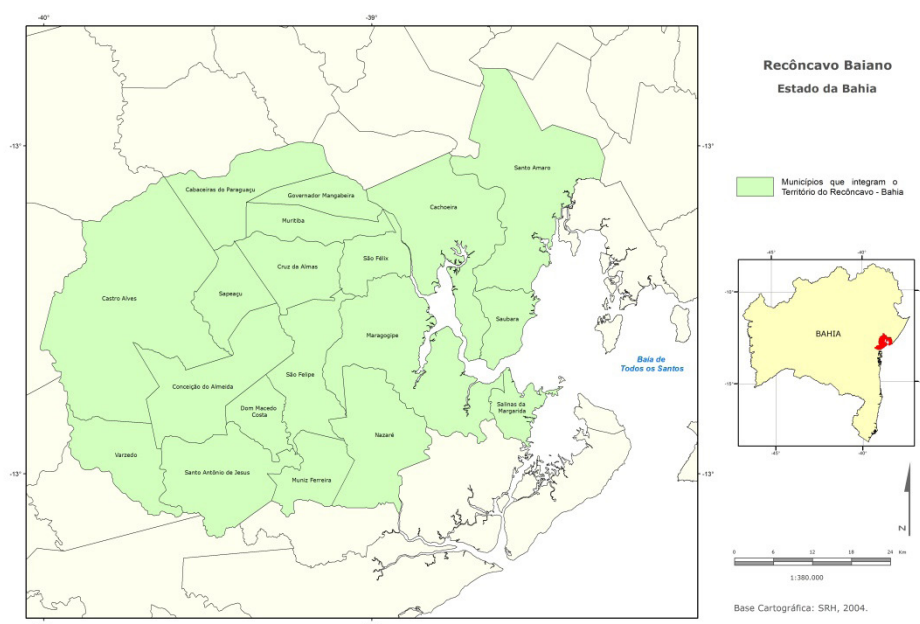 -40°
-39°
Recôncavo Baiano
Estado da Bahia
-13°
-13°
Santo Amaro
Cabaceiras do Paraguaçu
Governador Mangabeira
Municípios que integram o
Território do Recôncavo - Bahia
Cachoeira
Muritiba
Cruz da Almas
São Félix
Castro Alves
Sapeaçu
Saubara
Maragogipe
BAHIA
Baía de
Todos os Santos
São Felipe
Conceição do Almeida
Dom Macedo
Costa
Salinas da
Margarida
Nazaré
Varzedo
-13°
-13°
Santo Antônio de Jesus
Muniz Ferreira
N
0 6 12 18 24 Km
1:380.000
Base Cartográfica: SRH, 2004.
-40°
-39°